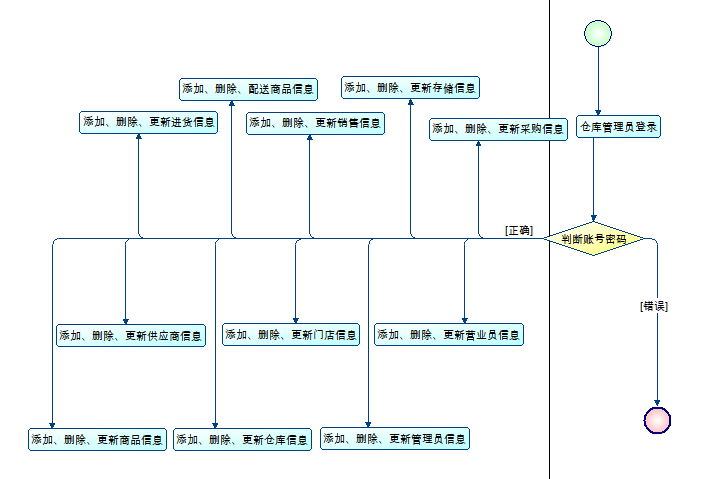 添加、删除、更新存储信息
添加、删除、配送商品信息
添加、删除、更新进货信息
添加、删除、更新销售信息
添加、删除、更新采购信息
仓库管理员登录
[正确]
判断账号密码
[错误]
添加、删除、更新供应商信息
添加、删除、更新门店信息
添加、删除、更新营业员信息
添加、删除、更新商品信息
添加、删除、更新仓库信息
添加、删除、更新管理员信息